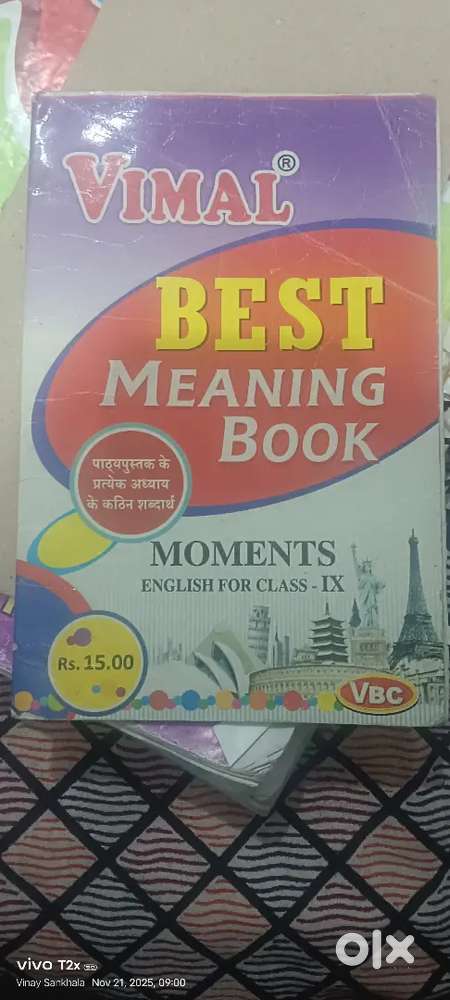 VIMAL®
BEST
MEANING
BOOK
पाठ्यपुस्तक के
प्रत्येक अध्याय
के कठिन शब्दार्थ
MOMENTS
ENGLISH FOR CLASS - IX
Rs. 15.00
VBC
olx
vivo T2x 5G
Vinay Sankhala Nov 21, 2025, 09:00